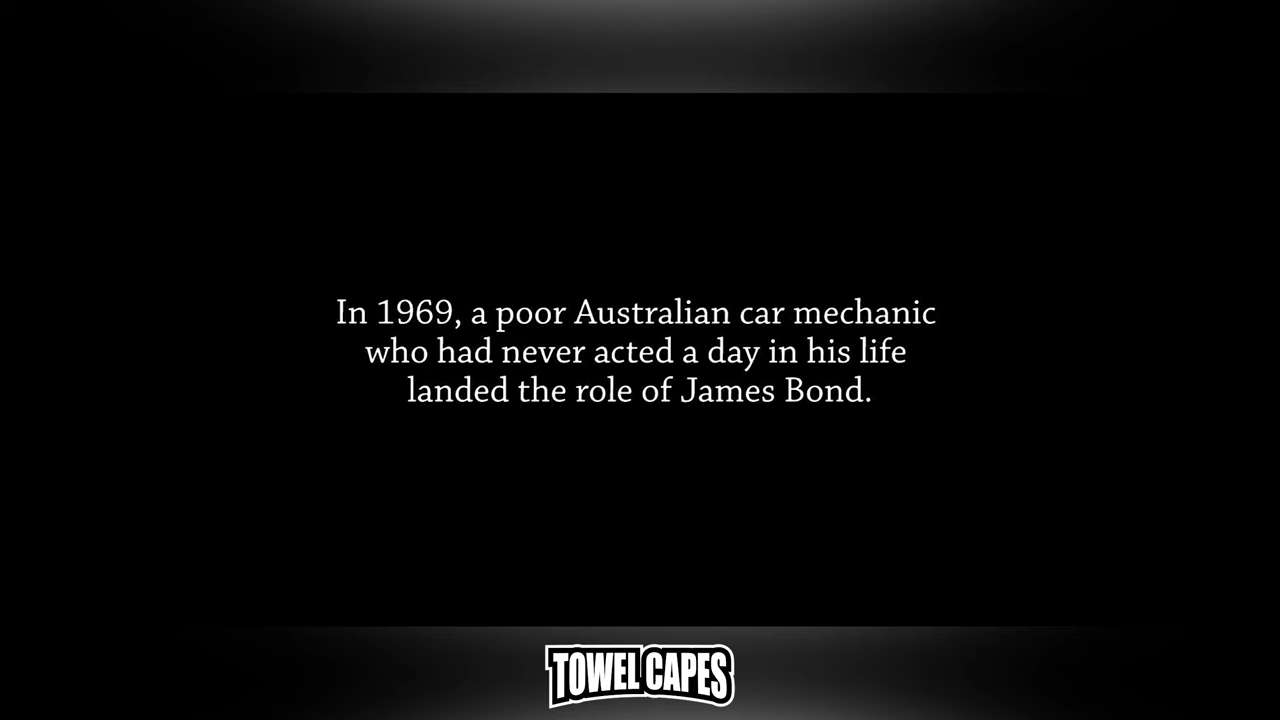 In 1969, a poor Australian car mechanic
who had never acted a day in his life
landed the role of James Bond.
TOWEL CAPES